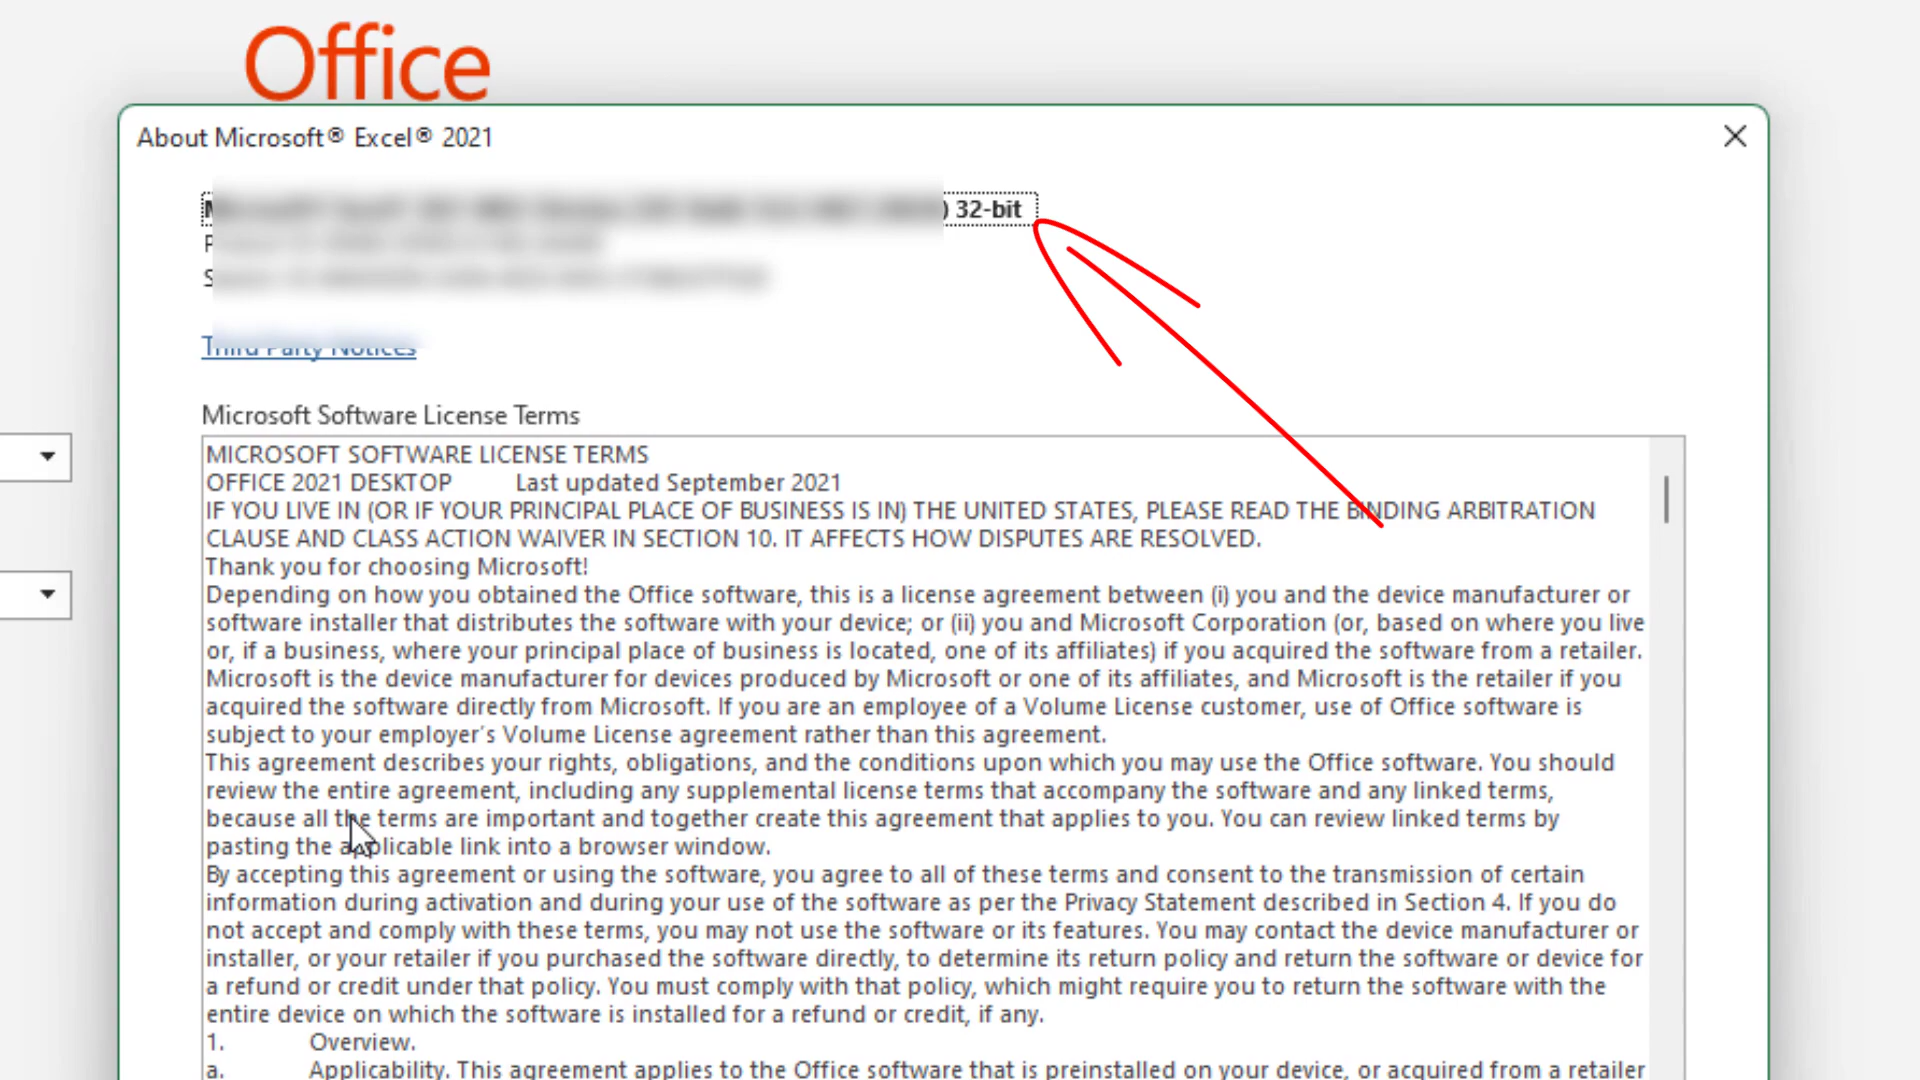 Office
About Microsoft® Excel® 2021
) 32-bit
Third Party Notices
Microsoft Software License Terms
MICROSOFT SOFTWARE LICENSE TERMS
OFFICE 2021 DESKTOP Last updated September 2021
IF YOU LIVE IN (OR IF YOUR PRINCIPAL PLACE OF BUSINESS IS IN) THE UNITED STATES, PLEASE READ THE BINDING ARBITRATION
CLAUSE AND CLASS ACTION WAIVER IN SECTION 10. IT AFFECTS HOW DISPUTES ARE RESOLVED.
Thank you for choosing Microsoft!
Depending on how you obtained the Office software, this is a license agreement between (i) you and the device manufacturer or
software installer that distributes the software with your device; or (ii) you and Microsoft Corporation (or, based on where you live
or, if a business, where your principal place of business is located, one of its affiliates) if you acquired the software from a retailer.
Microsoft is the device manufacturer for devices produced by Microsoft or one of its affiliates, and Microsoft is the retailer if you
acquired the software directly from Microsoft. If you are an employee of a Volume License customer, use of Office software is
subject to your employer's Volume License agreement rather than this agreement.
This agreement describes your rights, obligations, and the conditions upon which you may use the Office software. You should
review the entire agreement, including any supplemental license terms that accompany the software and any linked terms,
because all the terms are important and together create this agreement that applies to you. You can review linked terms by
pasting the applicable link into a browser window.
By accepting this agreement or using the software, you agree to all of these terms and consent to the transmission of certain
information during activation and during your use of the software as per the Privacy Statement described in Section 4. If you do
not accept and comply with these terms, you may not use the software or its features. You may contact the device manufacturer or
installer, or your retailer if you purchased the software directly, to determine its return policy and return the software or device for
a refund or credit under that policy. You must comply with that policy, which might require you to return the software with the
entire device on which the software is installed for a refund or credit, if any.
1. Overview.
a. Applicability. This agreement applies to the Office software that is preinstalled on your device, or acquired from a retailer